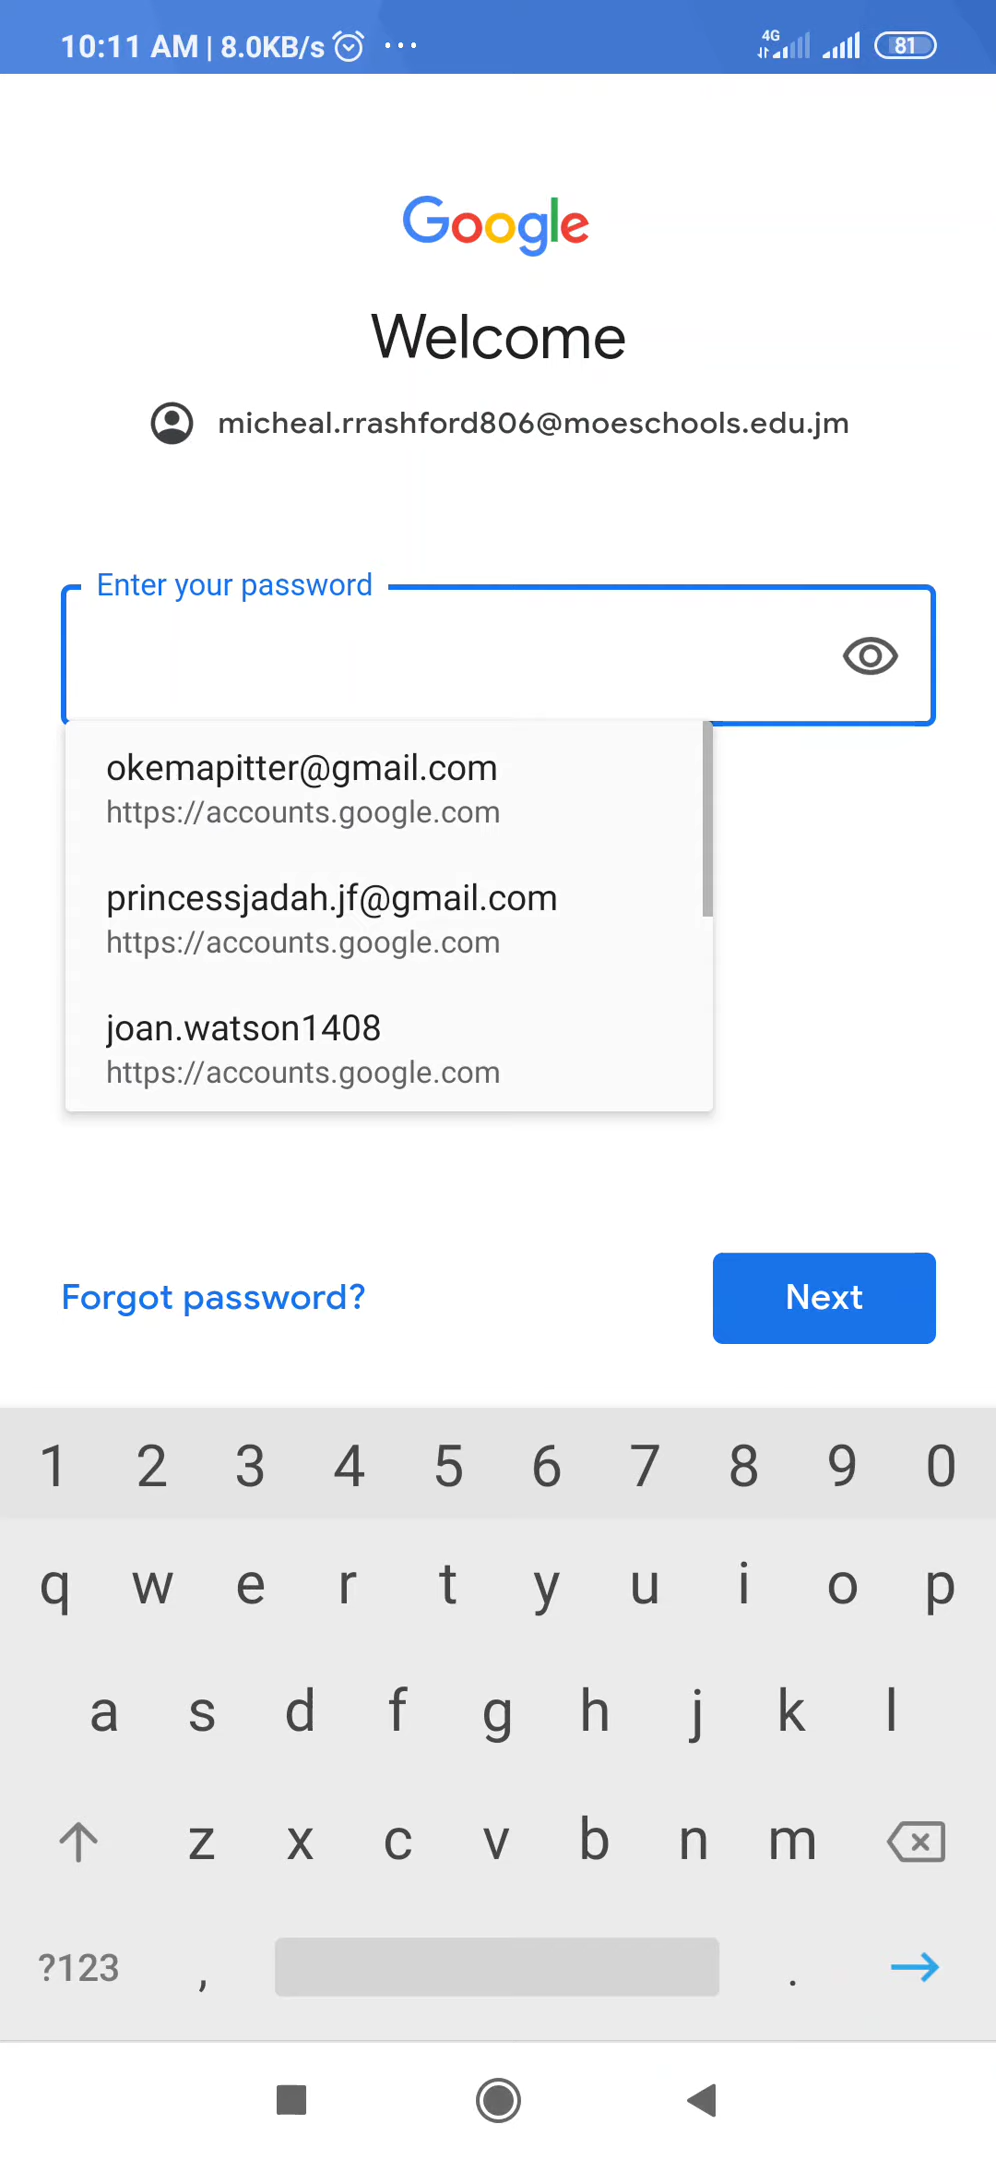 10:11 AM | 8.0KB/s ...
4G
81
Google
Welcome
micheal.rrashford806@moeschools.edu.jm
Enter your password
okemapitter@gmail.com
https://accounts.google.com
princessjadah.jf@gmail.com
https://accounts.google.com
joan.watson1408
https://accounts.google.com
Forgot password?
Next
1 2 3 4 5 6 7 8 9 0
q w e r t y u i o p
a s d f g h j k l
z x c v b n m
?123 , .